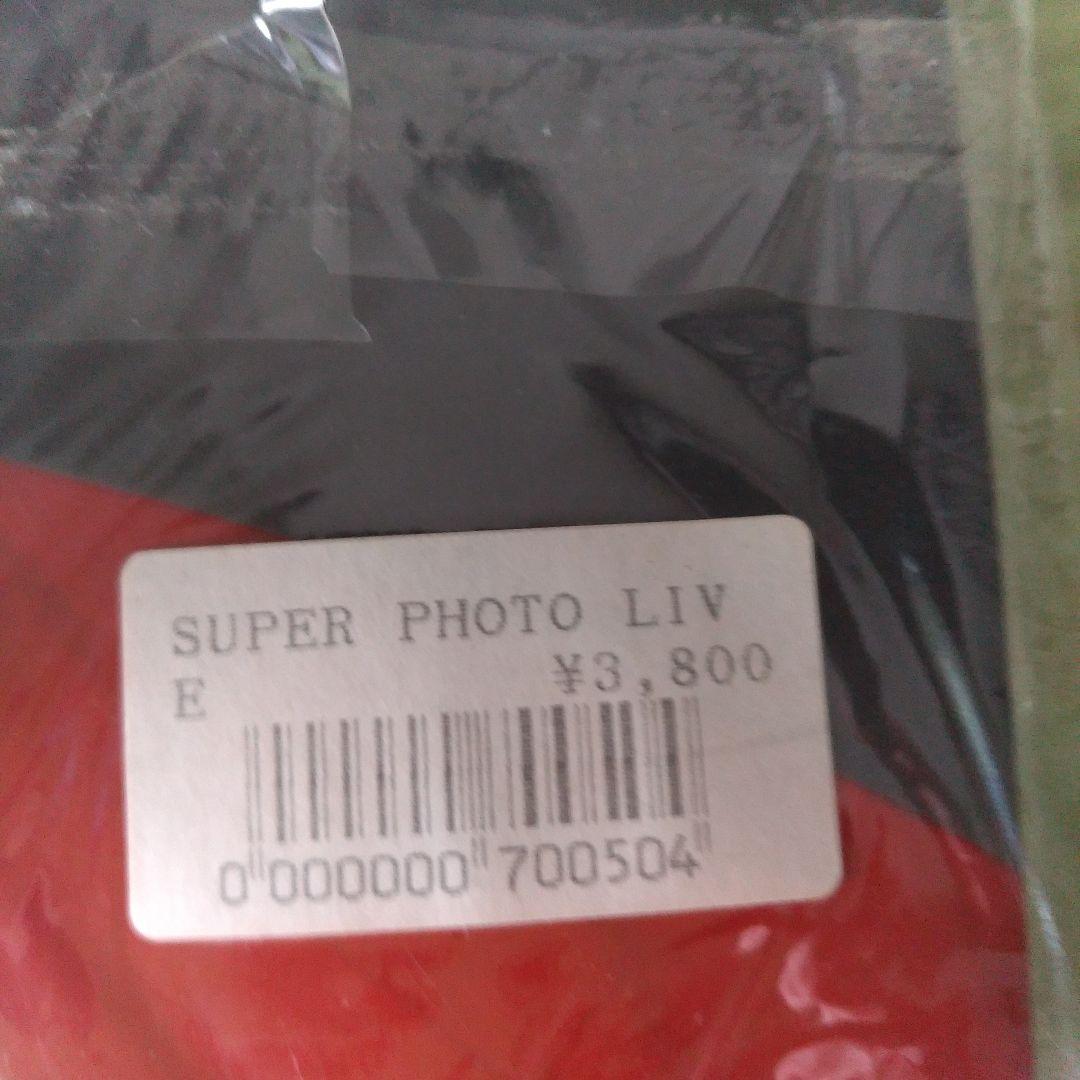 SUPER PHOTO LIV
E ¥3,800
0"000000"700504"